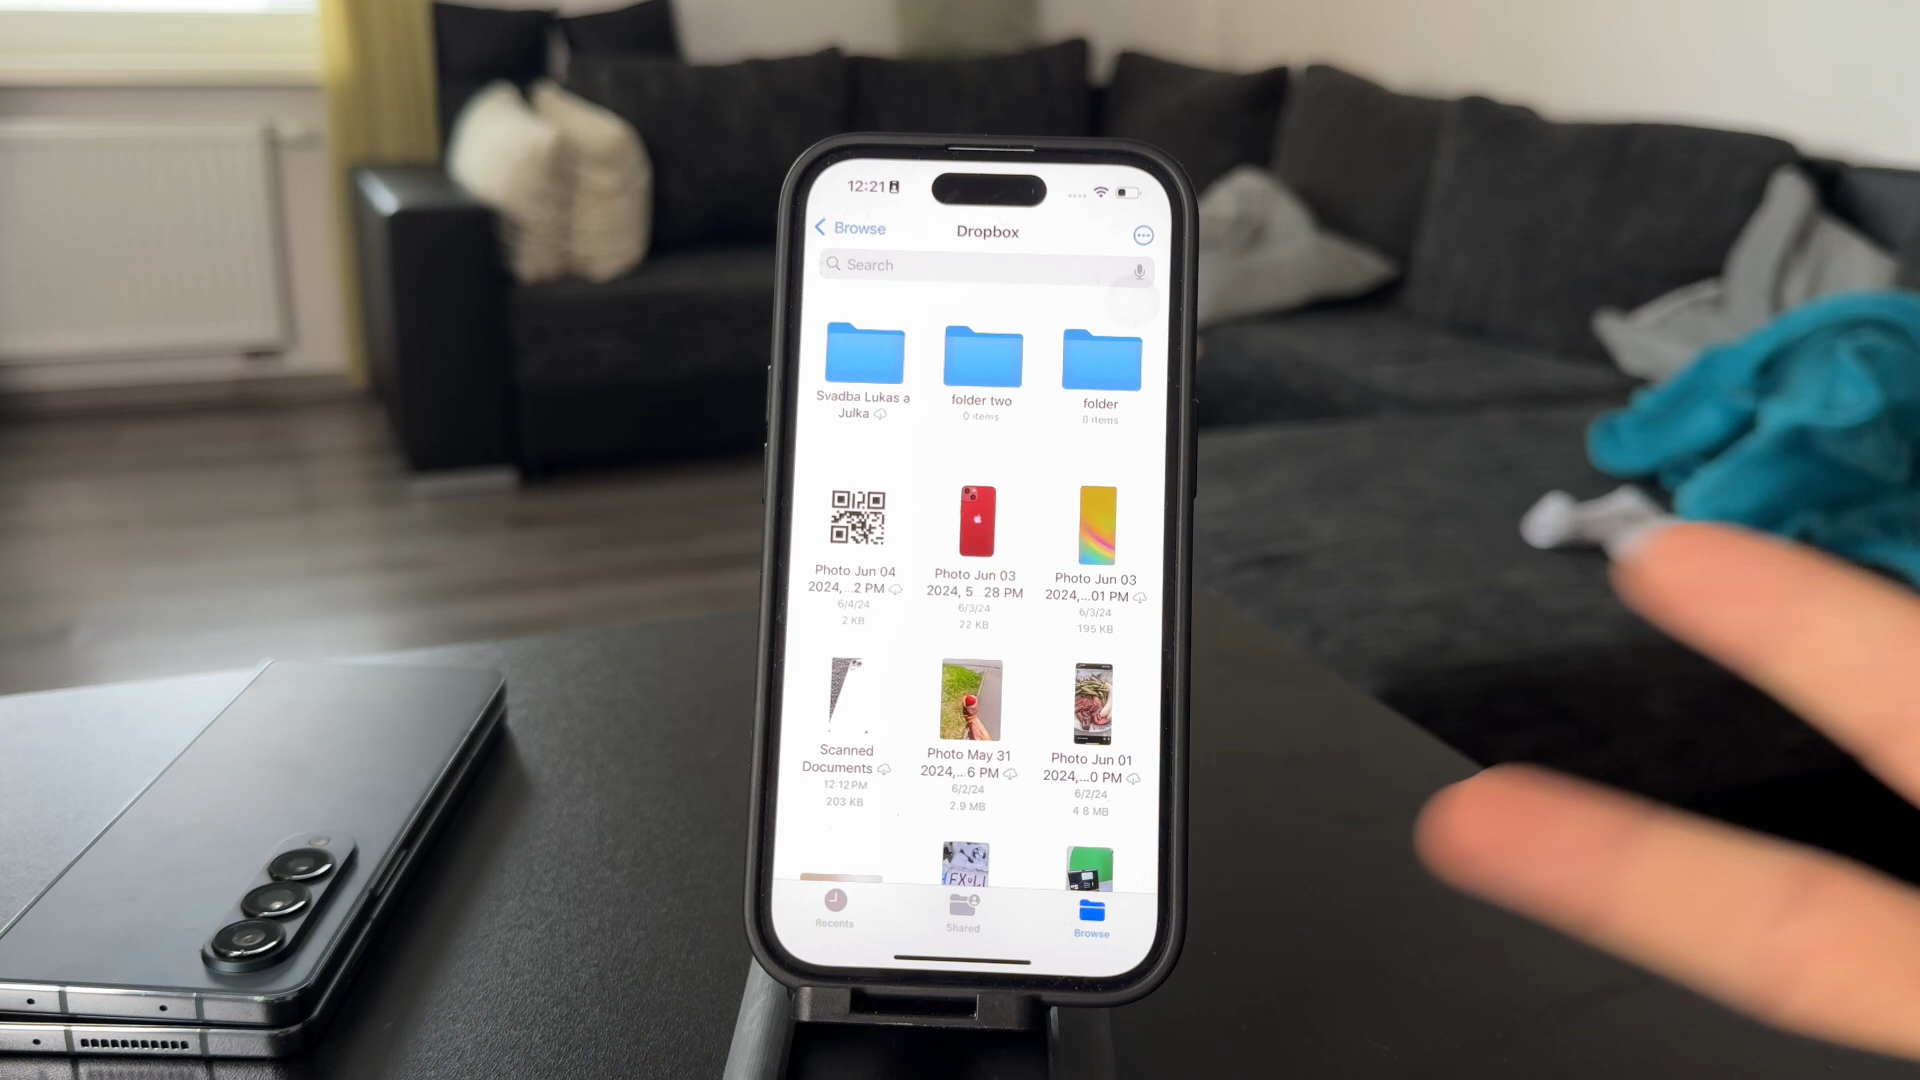 12:21
Browse
Dropbox
Search
Svadba Lukas a
Julka
folder two
0 items
folder
0 items
Photo Jun 04
2024,...2 PM
6/4/24
2 KB
Photo Jun 03
2024, 5...28 PM
6/3/24
22 KB
Photo Jun 03
2024,...01 PM
6/3/24
195 KB
Scanned
Documents
12:12 PM
203 KB
Photo May 31
2024,...6 PM
6/2/24
2.9 MB
Photo Jun 01
2024,...0 PM
6/2/24
4.8 MB
Recents
Shared
Browse